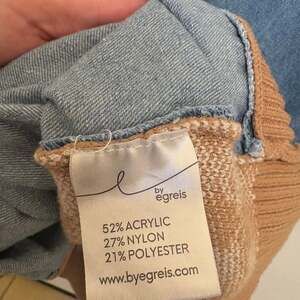 by
egreis
52% ACRYLIC
27% NYLON
21% POLYESTER
www.byegreis.com